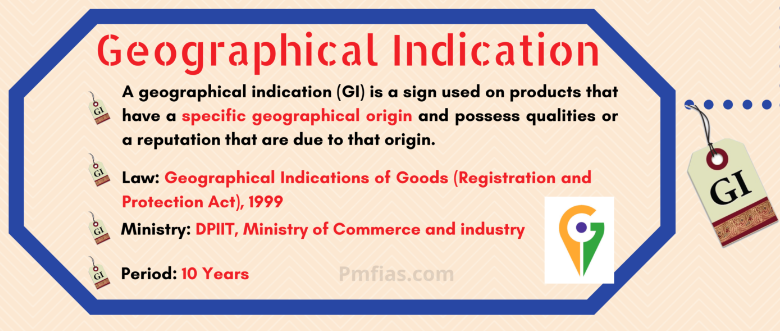 Geographical Indication
A geographical indication (GI) is a sign used on products that
have a specific geographical origin and possess qualities or
a reputation that are due to that origin.
Law: Geographical Indications of Goods (Registration and
Protection Act), 1999
Ministry: DPIIT, Ministry of Commerce and industry
Period: 10 Years
Pmfias.com
GI
GI
GI
GI
GI